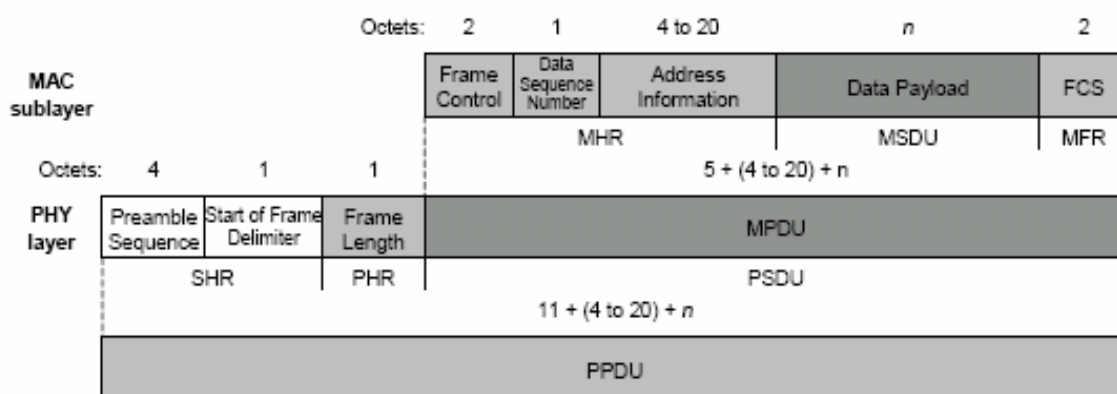 Octets: 2 1 4 to 20 n 2
MAC sublayer
Frame Control
Data Sequence Number
Address Information
Data Payload
FCS
MHR MSDU MFR
Octets: 4 1 1 5 + (4 to 20) + n
PHY layer
Preamble Sequence
Start of Frame Delimiter
Frame Length
MPDU
SHR PHR PSDU
11 + (4 to 20) + n
PPDU